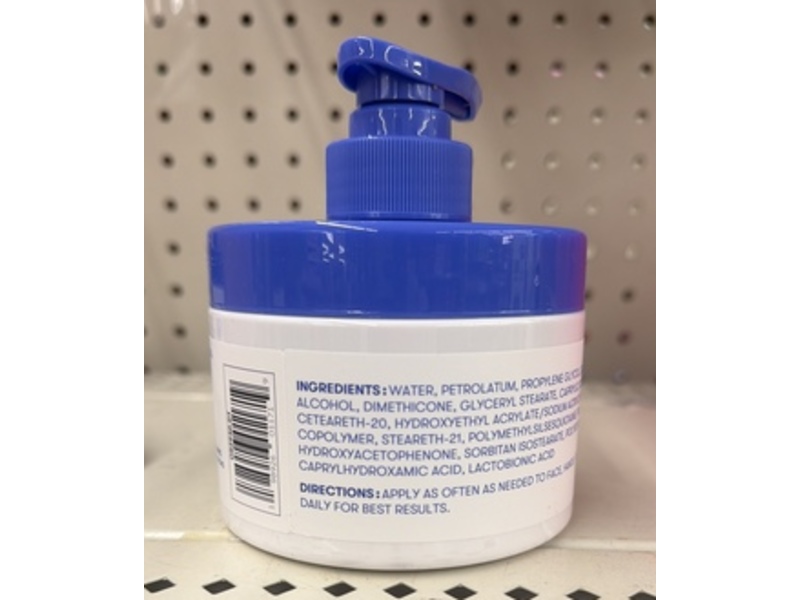 INGREDIENTS: WATER, PETROLATUM, PROPYLENE
ALCOHOL, DIMETHICONE, GLYCERYL STEARATE,
CETEARETH-20, HYDROXYETHYL ACRYLATE/SODIUM
COPOLYMER, STEARETH-21,
HYDROXYACETOPHENONE, SORBITAN ISOSTEARATE,
CAPRYLHYDROXAMIC ACID, LACTOBIONIC ACID
DIRECTIONS: APPLY AS OFTEN AS NEEDED TO FACE,
DAILY FOR BEST RESULTS.